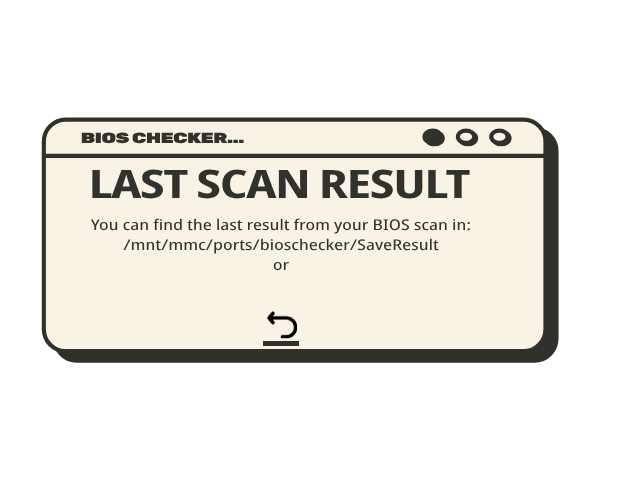 BIOS CHECKER...
LAST SCAN RESULT
You can find the last result from your BIOS scan in:
/mnt/mmc/ports/bioschecker/SaveResult
or